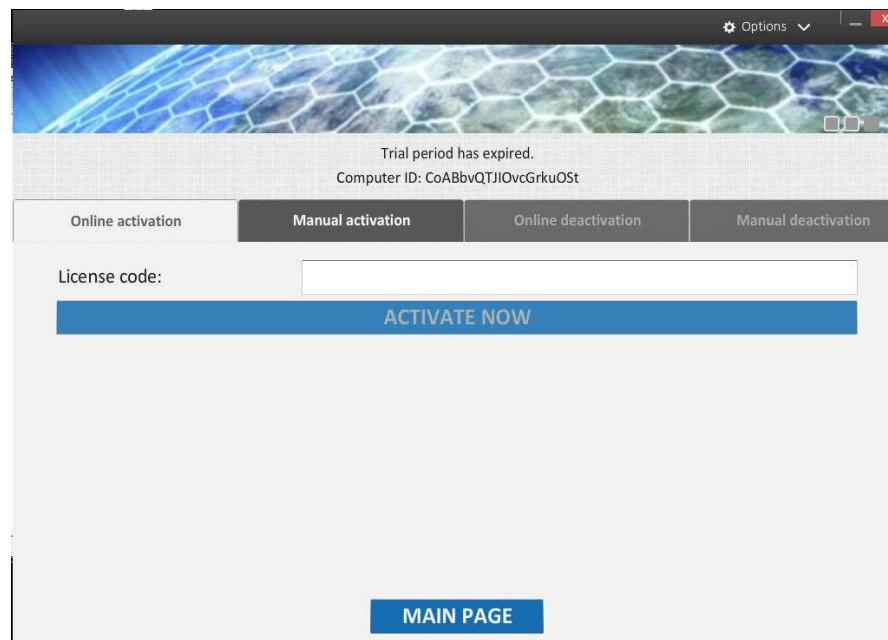 Options
x
Trial period has expired.
Computer ID: CoABbvQTJIOvcGrkuOSt
Online activation
Manual activation
Online deactivation
Manual deactivation
License code:
ACTIVATE NOW
MAIN PAGE